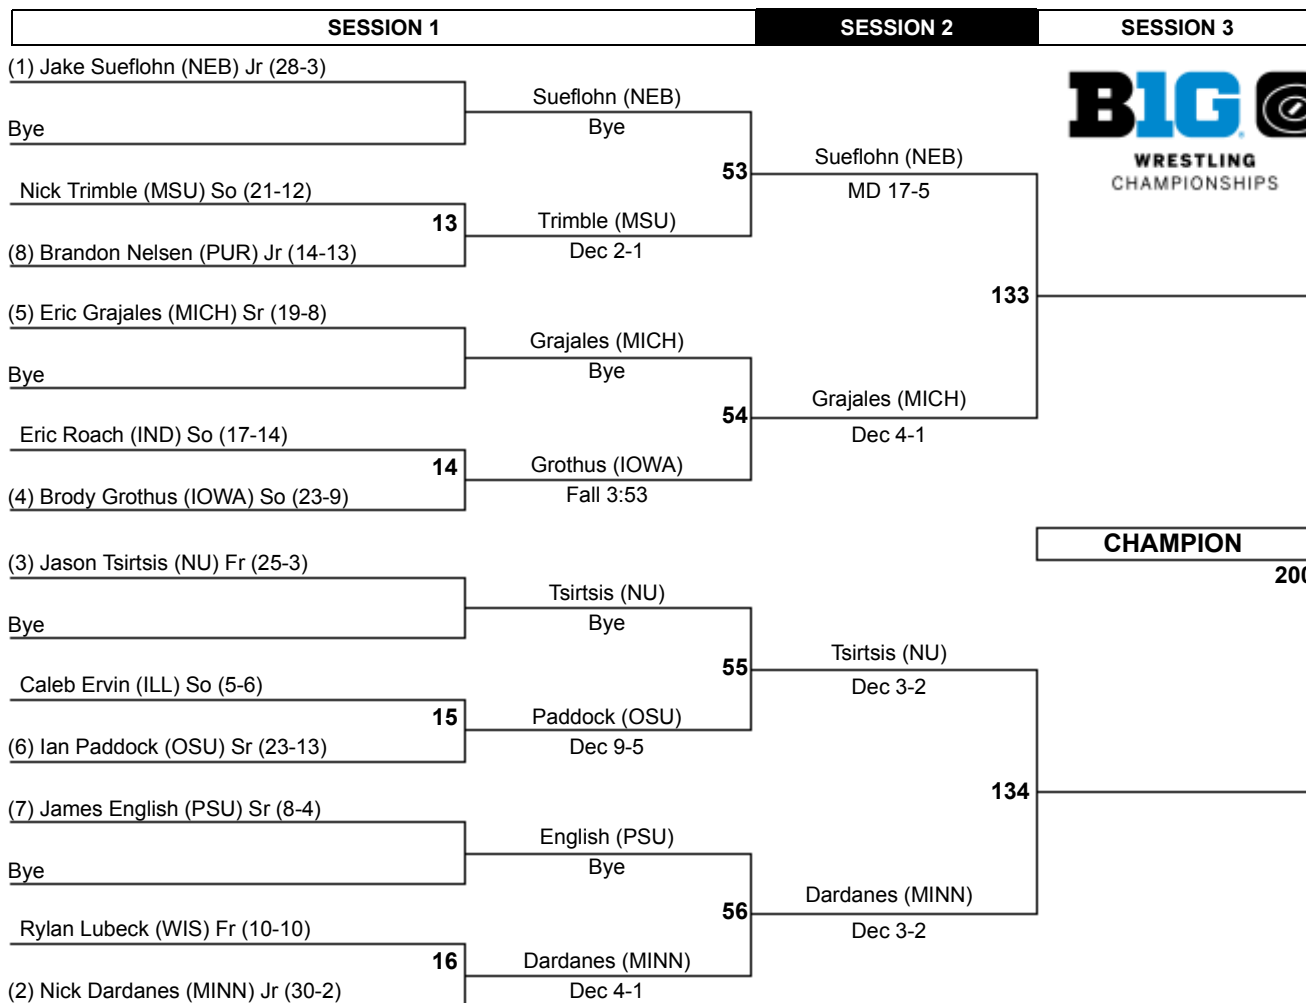 SESSION 1 SESSION 2 SESSION 3
(1) Jake Sueflohn (NEB) Jr (28-3)
Bye
Nick Trimble (MSU) So (21-12)
13
(8) Brandon Nelsen (PUR) Jr (14-13)
(5) Eric Grajales (MICH) Sr (19-8)
Bye
Eric Roach (IND) So (17-14)
14
(4) Brody Grothus (IOWA) So (23-9)
(3) Jason Tsirtsis (NU) Fr (25-3)
Bye
Caleb Ervin (ILL) So (5-6)
15
(6) Ian Paddock (OSU) Sr (23-13)
(7) James English (PSU) Sr (8-4)
Bye
Rylan Lubeck (WIS) Fr (10-10)
16
(2) Nick Dardanes (MINN) Jr (30-2)
Sueflohn (NEB)
Bye
53
Trimble (MSU)
Dec 2-1
Grajales (MICH)
Bye
54
Grothus (IOWA)
Fall 3:53
Tsirtsis (NU)
Bye
55
Paddock (OSU)
Dec 9-5
English (PSU)
Bye
56
Dardanes (MINN)
Dec 4-1
Sueflohn (NEB)
MD 17-5
133
Grajales (MICH)
Dec 4-1
Tsirtsis (NU)
Dec 3-2
134
Dardanes (MINN)
Dec 3-2
B1G
WRESTLING
CHAMPIONSHIPS
CHAMPION
200